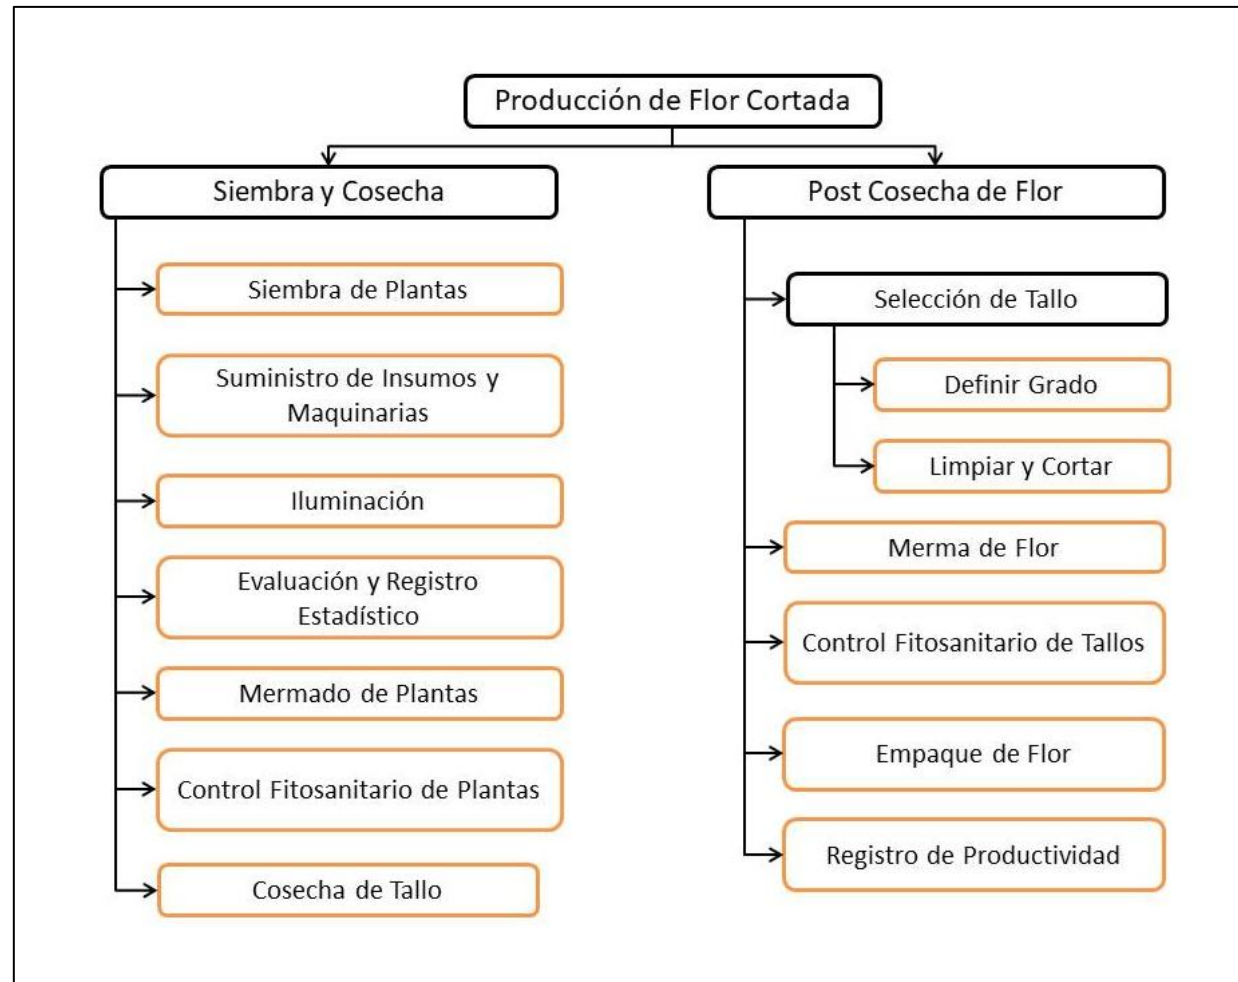 Producción de Flor Cortada
Siembra y Cosecha
Siembra de Plantas
Suministro de Insumos y
Maquinarias
Iluminación
Evaluación y Registro
Estadístico
Mermado de Plantas
Control Fitosanitario de Plantas
Cosecha de Tallo
Post Cosecha de Flor
Selección de Tallo
Definir Grado
Limpiar y Cortar
Merma de Flor
Control Fitosanitario de Tallos
Empaque de Flor
Registro de Productividad